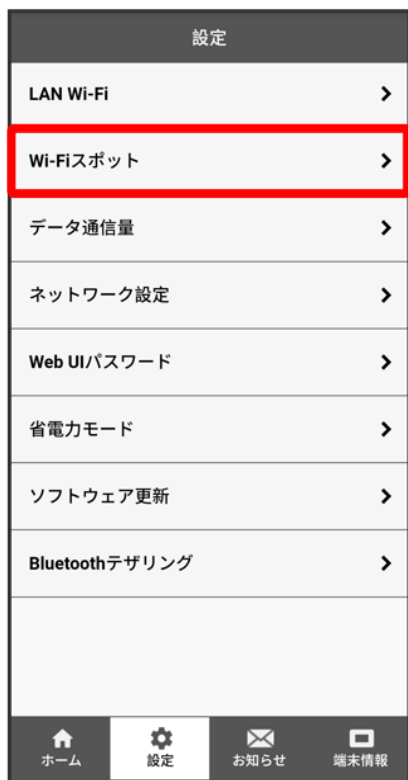 設定
LAN Wi-Fi
Wi-Fiスポット
データ通信量
ネットワーク設定
Web UIパスワード
省電力モード
ソフトウェア更新
Bluetoothテザリング
ホーム 設定 お知らせ 端末情報